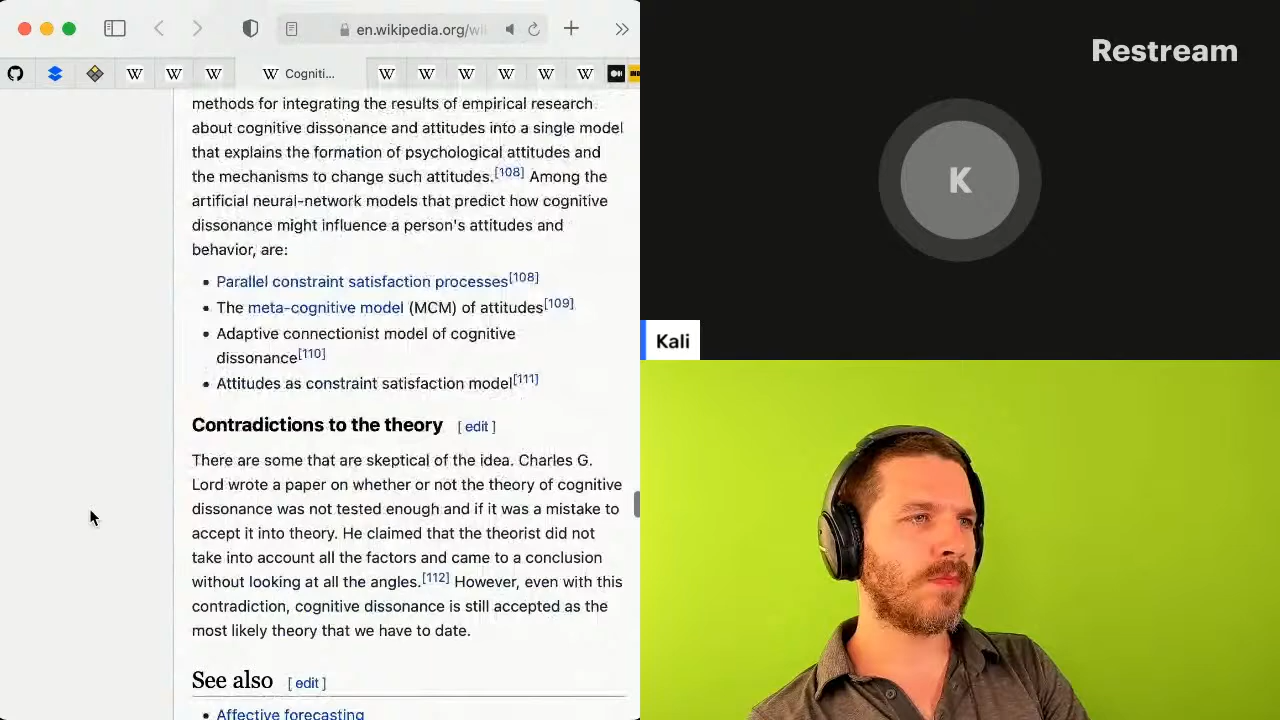 en.wikipedia.org/wi
Cogniti...
methods for integrating the results of empirical research
about cognitive dissonance and attitudes into a single model
that explains the formation of psychological attitudes and
the mechanisms to change such attitudes.[108] Among the
artificial neural-network models that predict how cognitive
dissonance might influence a person's attitudes and
behavior, are:
• Parallel constraint satisfaction processes[108]
• The meta-cognitive model (MCM) of attitudes[109]
• Adaptive connectionist model of cognitive
dissonance[110]
• Attitudes as constraint satisfaction model[111]
Contradictions to the theory [ edit ]
There are some that are skeptical of the idea. Charles G.
Lord wrote a paper on whether or not the theory of cognitive
dissonance was not tested enough and if it was a mistake to
accept it into theory. He claimed that the theorist did not
take into account all the factors and came to a conclusion
without looking at all the angles.[112] However, even with this
contradiction, cognitive dissonance is still accepted as the
most likely theory that we have to date.
See also [ edit ]
• Affective forecasting
Restream
K
Kali